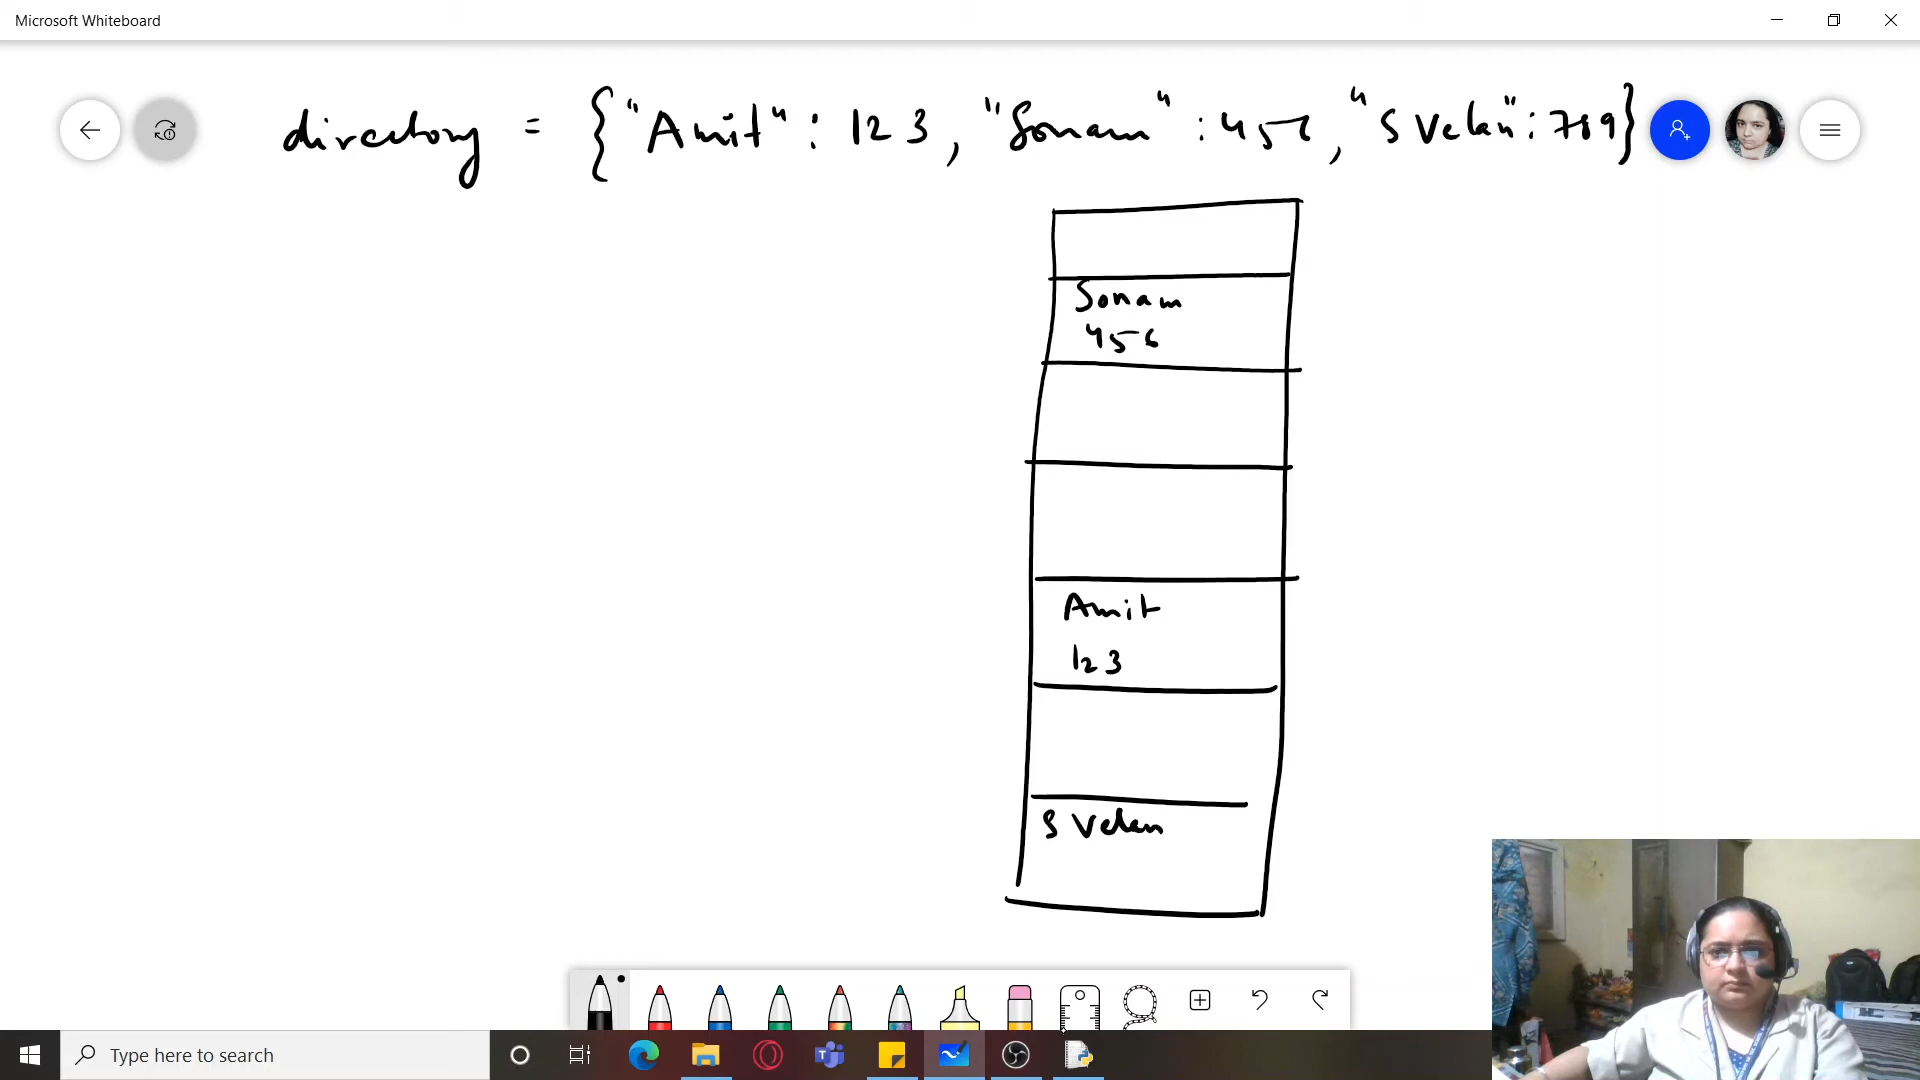 Microsoft Whiteboard
directory = {"Amit" : 123, "Sonam" : 456, "S Velan" : 789}
Sonam
456
Amit
123
S Velan
Type here to search